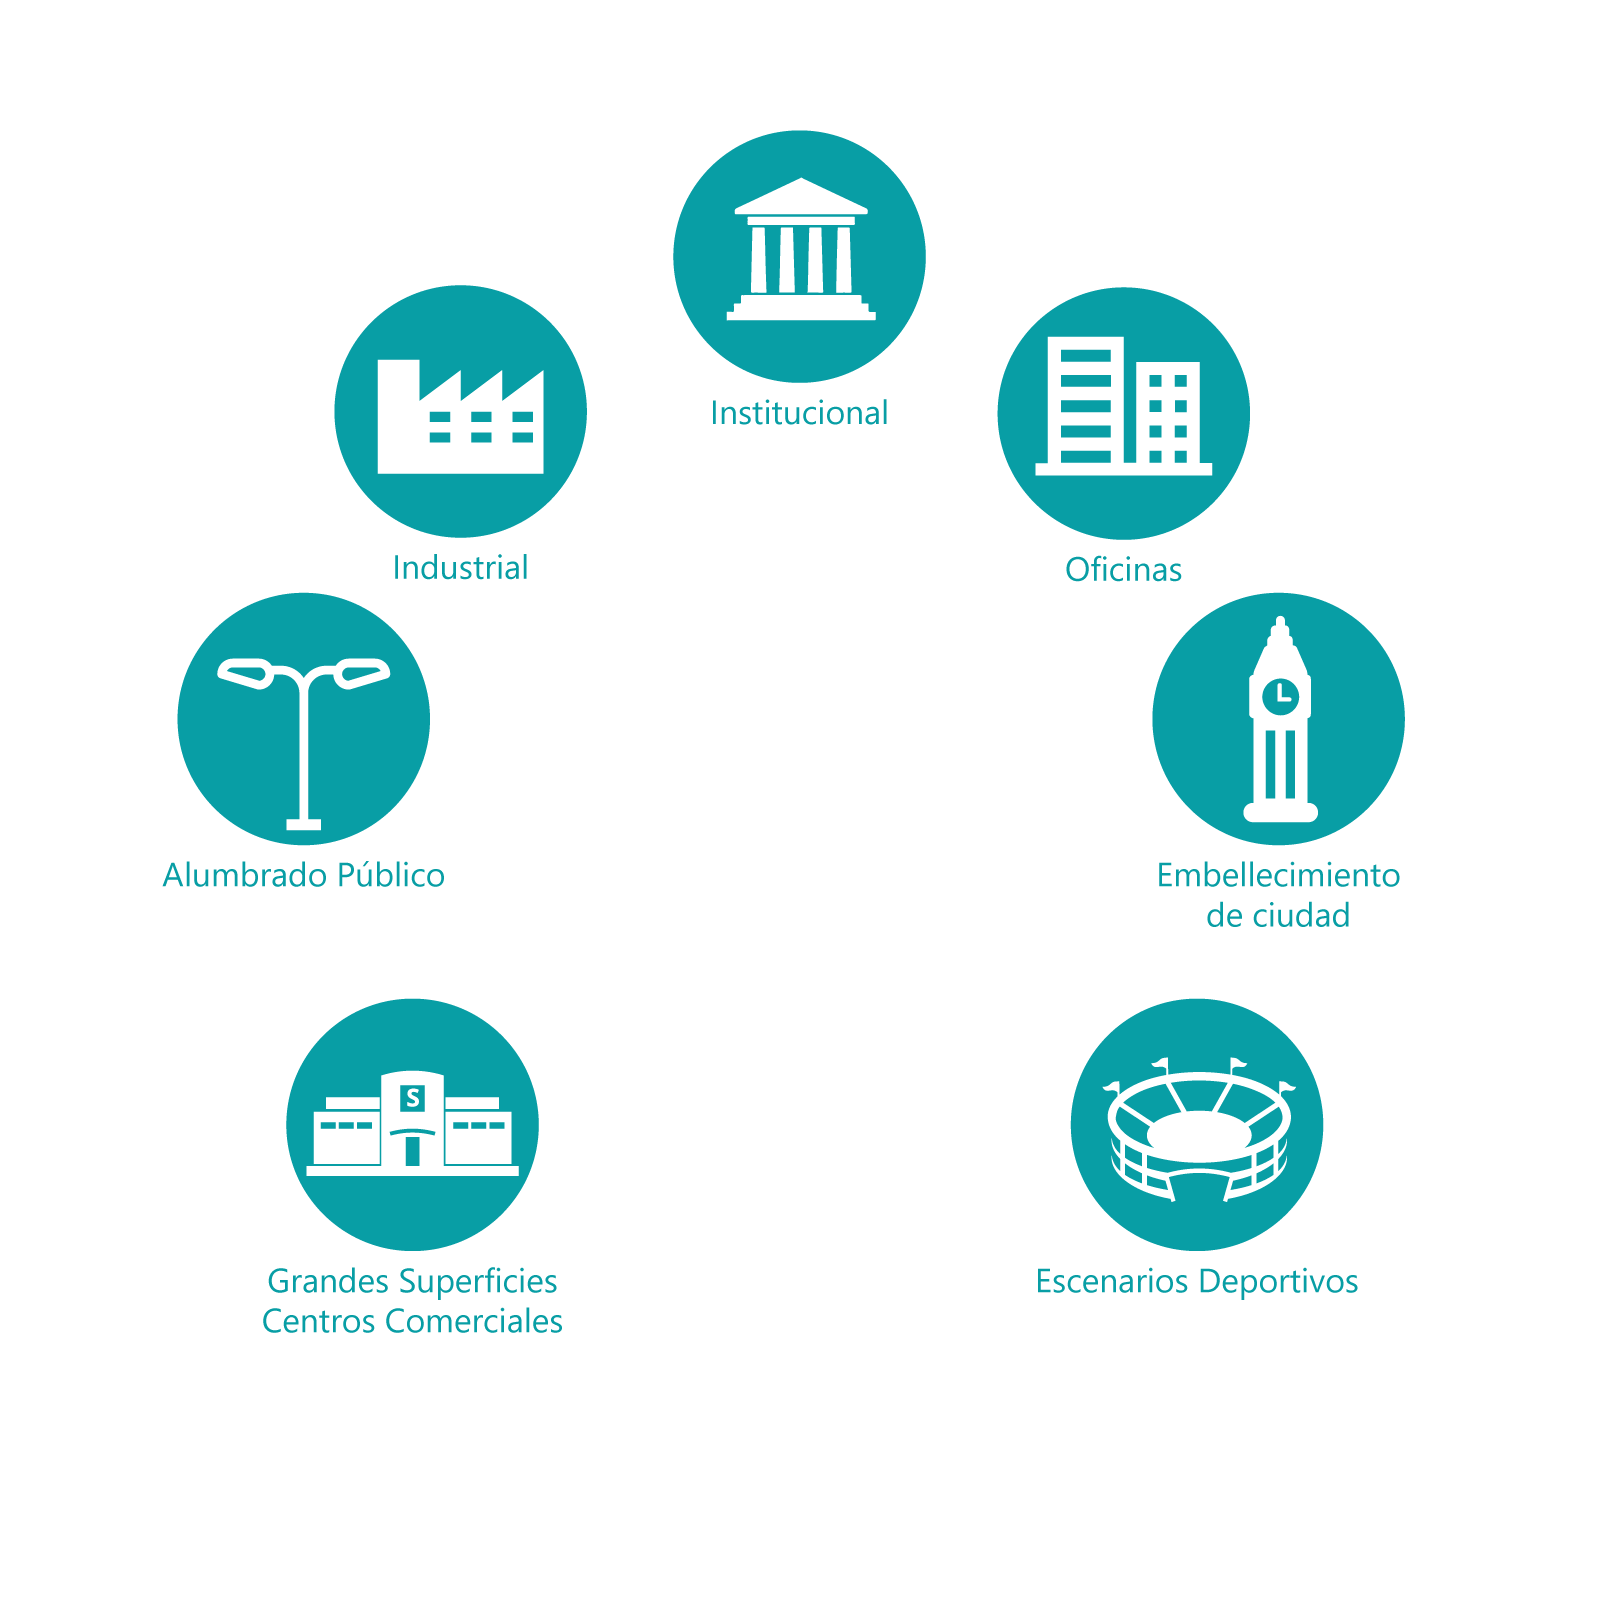 Institucional
Industrial
Oficinas
Alumbrado Público
Embellecimiento
de ciudad
S
Grandes Superficies
Centros Comerciales
Escenarios Deportivos